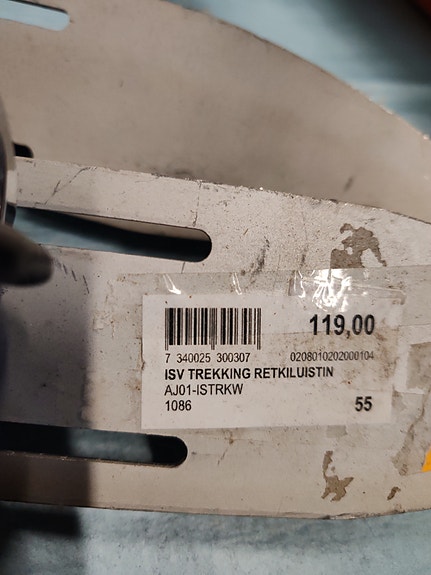 119,00
7 340025 300307 0208010202000104
ISV TREKKING RETKILUISTIN
AJ01-ISTRKW
1086 55